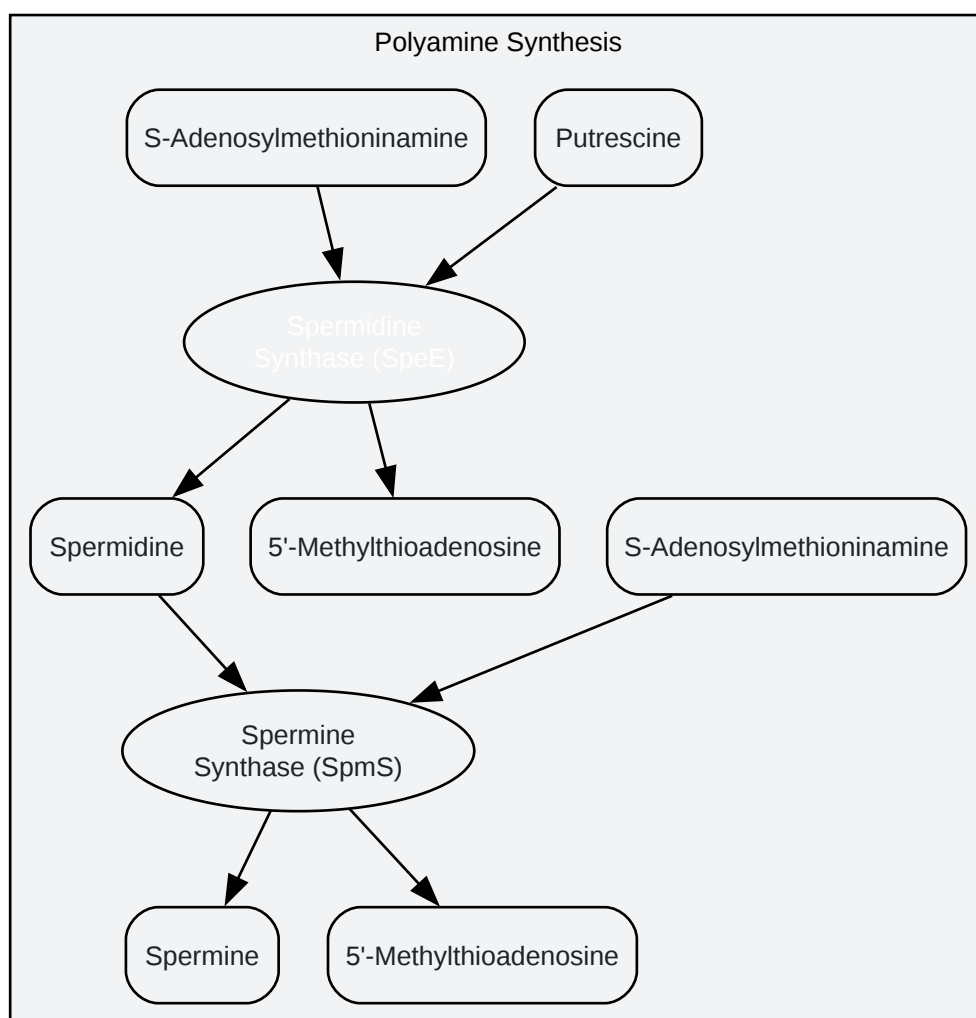 Polyamine Synthesis
S-Adenosylmethioninamine
Putrescine
Spermidine
Synthase (SpeE)
Spermidine
5'-Methylthioadenosine
S-Adenosylmethioninamine
Spermine
Synthase (SpmS)
Spermine
5'-Methylthioadenosine